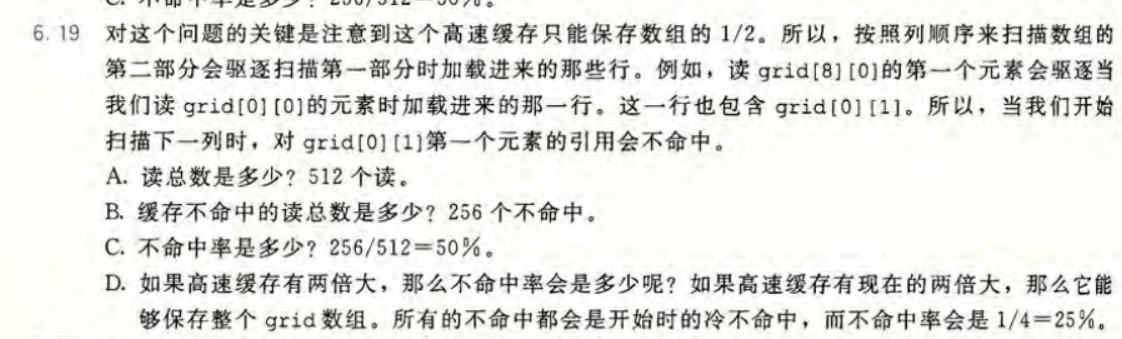 C. 不命中率是多少？256/512＝50%。
6.19 对这个问题的关键是注意到这个高速缓存只能保存数组的 1/2。所以，按照列顺序来扫描数组的
第二部分会驱逐扫描第一部分时加载进来的那些行。例如，读 grid[8][0]的第一个元素会驱逐当
我们读 grid[0][0]的元素时加载进来的那一行。这一行也包含 grid[0][1]。所以，当我们开始
扫描下一列时，对 grid[0][1]第一个元素的引用会不命中。
A. 读总数是多少？512 个读。
B. 缓存不命中的读总数是多少？256 个不命中。
C. 不命中率是多少？256/512＝50%。
D. 如果高速缓存有两倍大，那么不命中率会是多少呢？如果高速缓存有现在的两倍大，那么它能
够保存整个 grid 数组。所有的不命中都会是开始时的冷不命中，而不命中率会是 1/4＝25%。